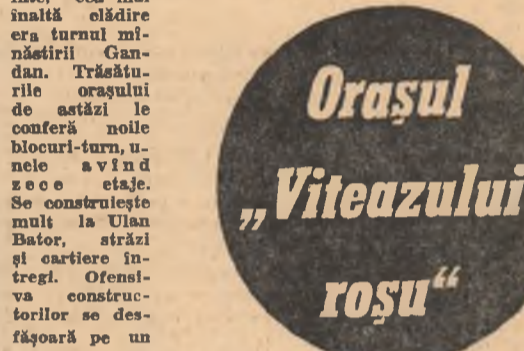 înaltă clădire
era turnul mî-
năstirii Gan-
dan. Trăsătu-
rile orașului
de astăzi le
conferă noile
blocuri-turn, u-
nele avînd
zece etaje.
Se construiește
mult la Ulan
Bator, străzi
și cartiere în-
tregi. Ofensi-
va construc-
torilor se des-
fășoară pe un
Orașul
„Viteazului
roșu“